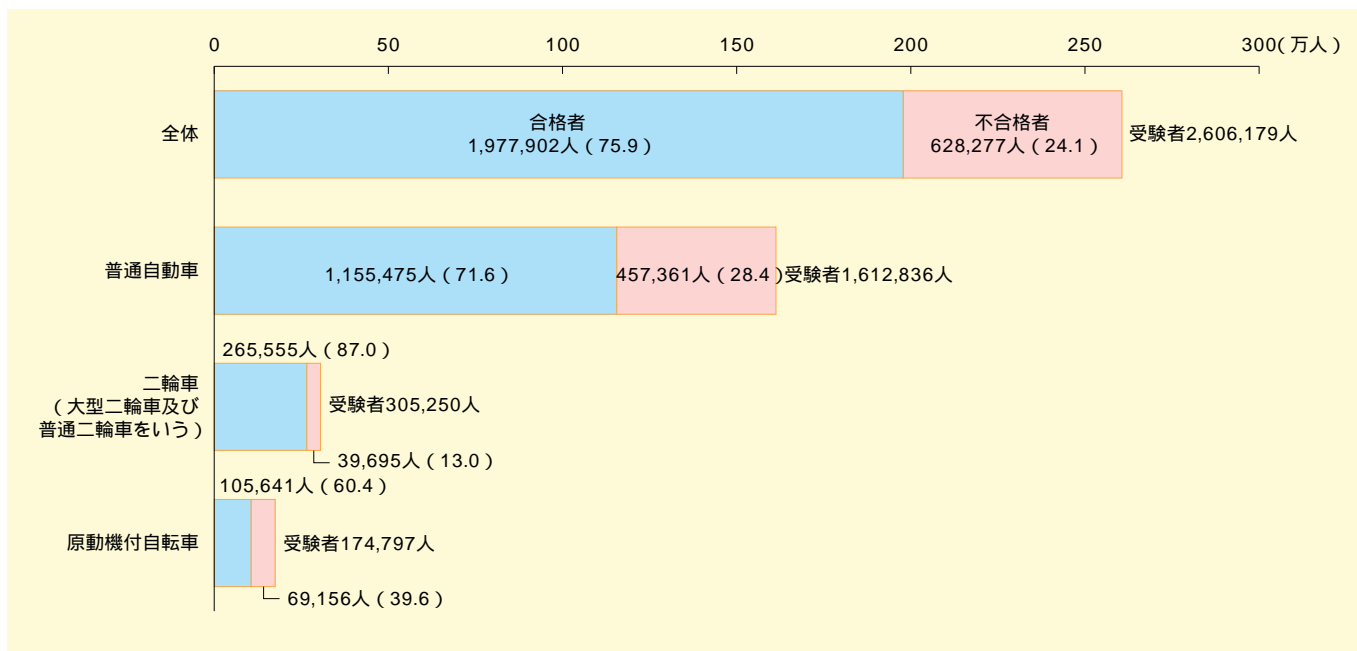 0 50 100 150 200 250 300(万人)
全体
合格者
1,977,902人(75.9)
不合格者
628,277人(24.1)
受験者2,606,179人
普通自動車
1,155,475人(71.6)
457,361人(28.4)
受験者1,612,836人
265,555人(87.0)
二輪車
(大型二輪車及び
普通二輪車をいう)
受験者305,250人
39,695人(13.0)
105,641人(60.4)
原動機付自転車
受験者174,797人
69,156人(39.6)